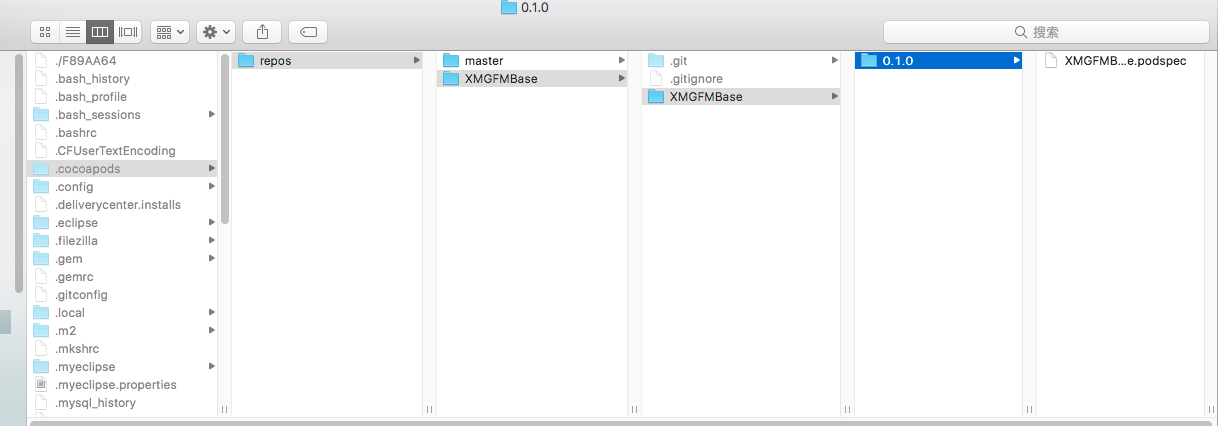 0.1.0
搜索
./F89AA64
.bash_history
.bash_profile
.bash_sessions
.bashrc
.CFUserTextEncoding
.cocoapods
.config
.deliverycenter.installs
.eclipse
.filezilla
.gem
.gemrc
.gitconfig
.local
.m2
.mkshrc
.myeclipse
.myeclipse.properties
.mysql_history
repos
master
XMGFMBase
.git
.gitignore
XMGFMBase
0.1.0
XMGFMB...e.podspec